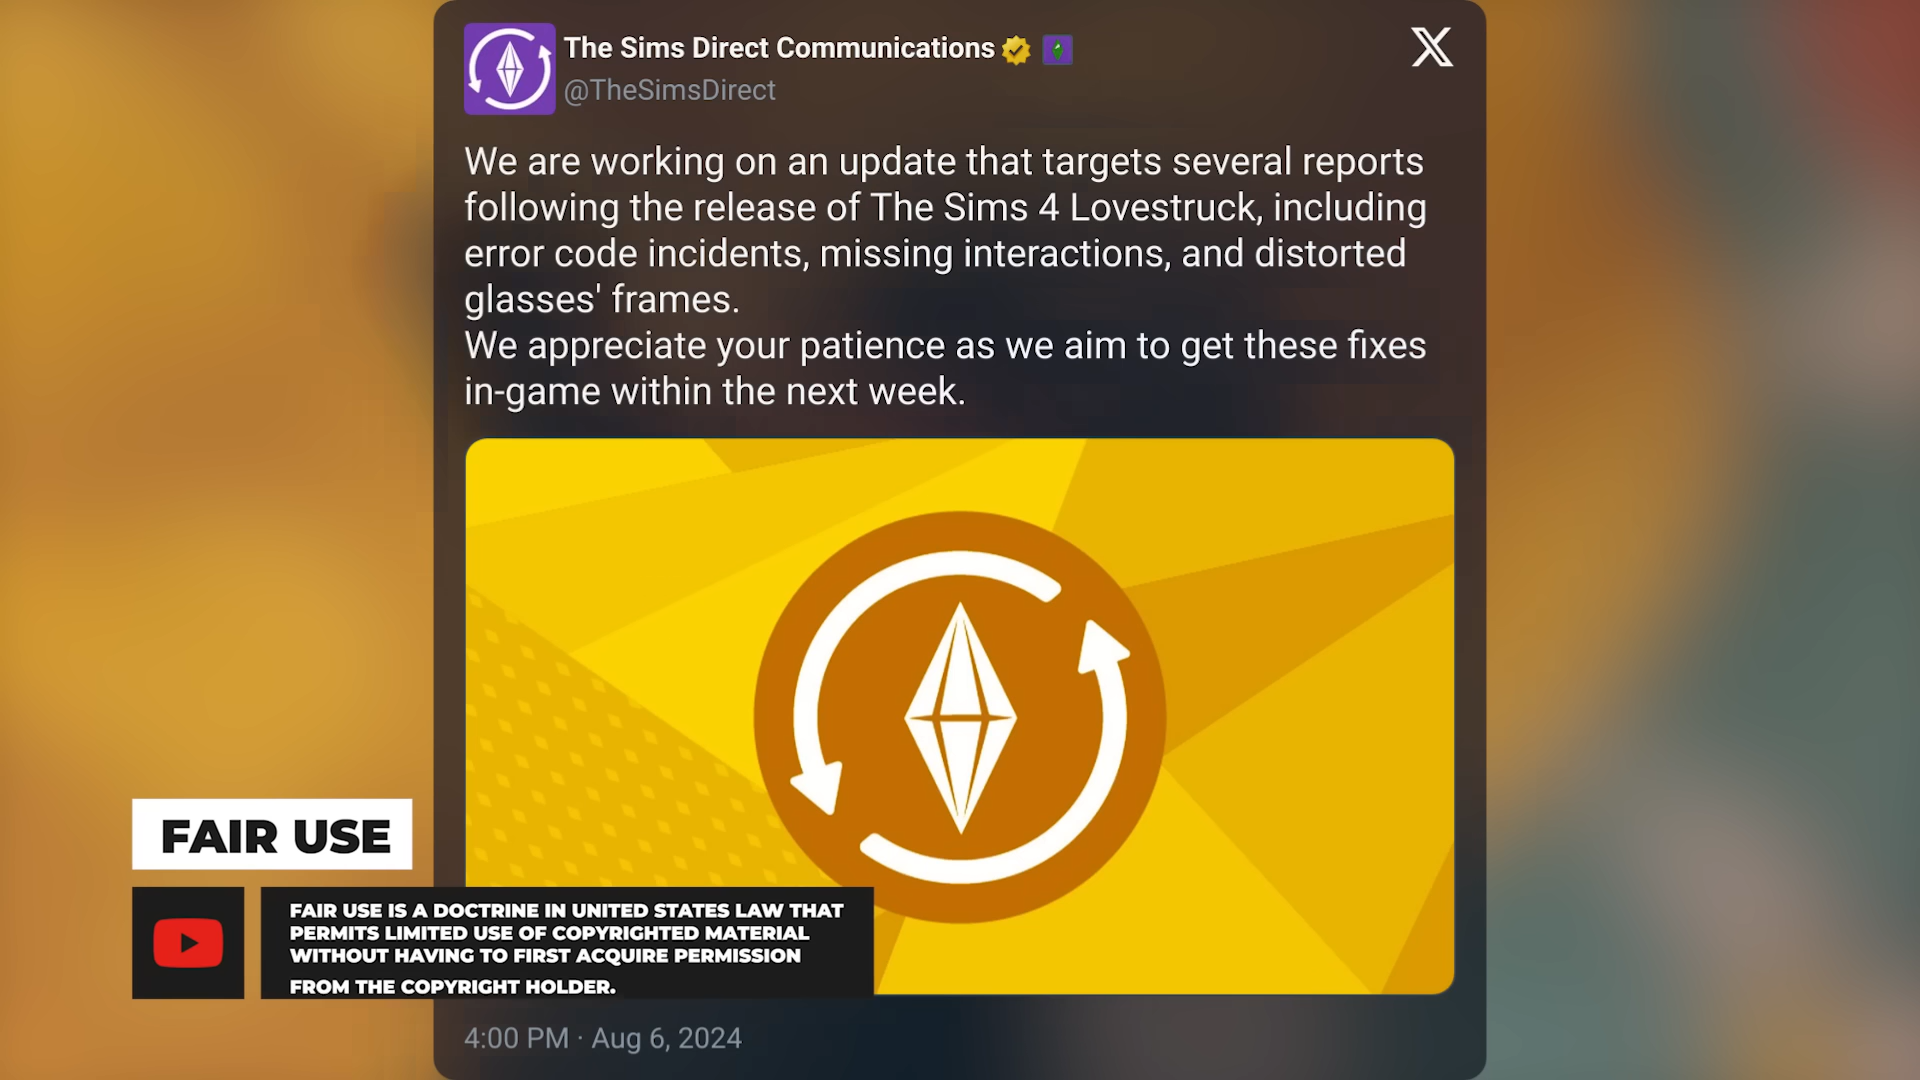 The Sims Direct Communications
@TheSimsDirect
We are working on an update that targets several reports
following the release of The Sims 4 Lovestruck, including
error code incidents, missing interactions, and distorted
glasses' frames.
We appreciate your patience as we aim to get these fixes
in-game within the next week.
FAIR USE
FAIR USE IS A DOCTRINE IN UNITED STATES LAW THAT
PERMITS LIMITED USE OF COPYRIGHTED MATERIAL
WITHOUT HAVING TO FIRST ACQUIRE PERMISSION
FROM THE COPYRIGHT HOLDER.
4:00 PM · Aug 6, 2024